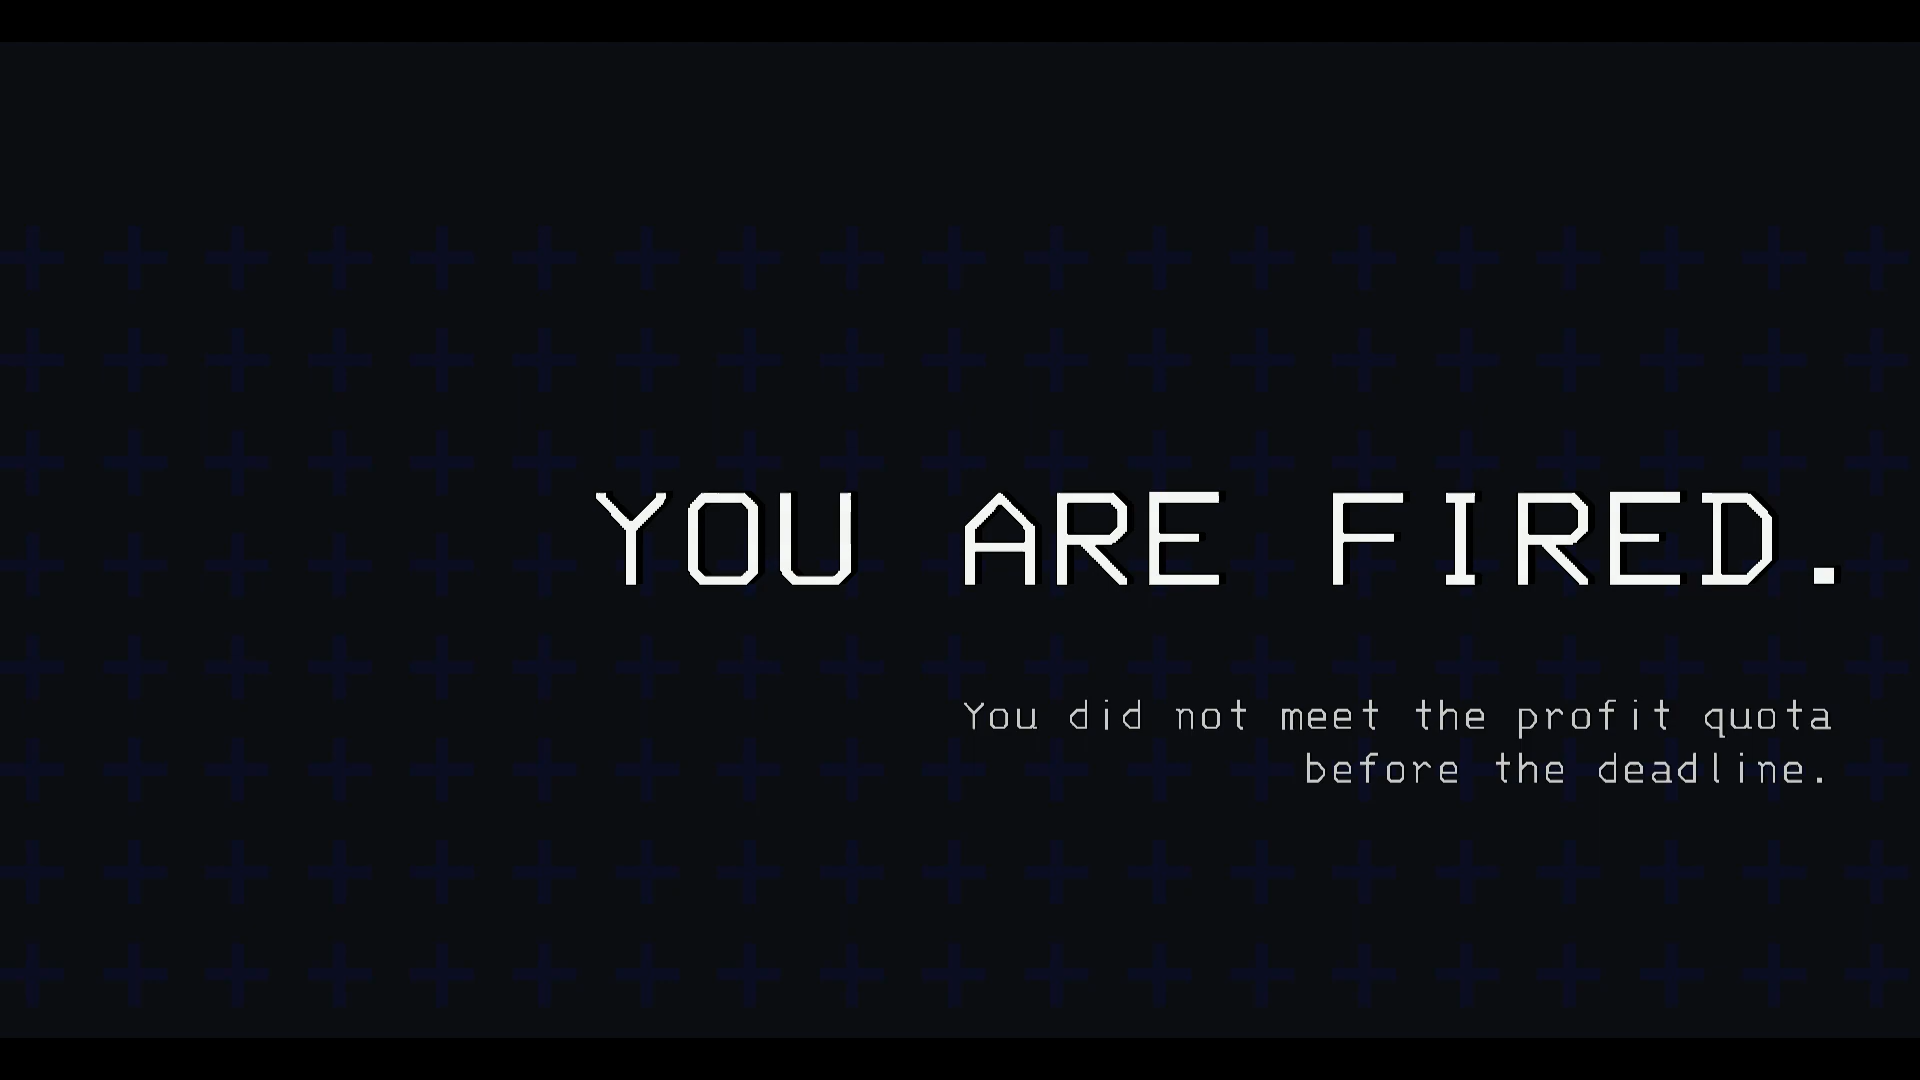 YOU ARE FIRED.
You did not meet the profit quota
before the deadline.